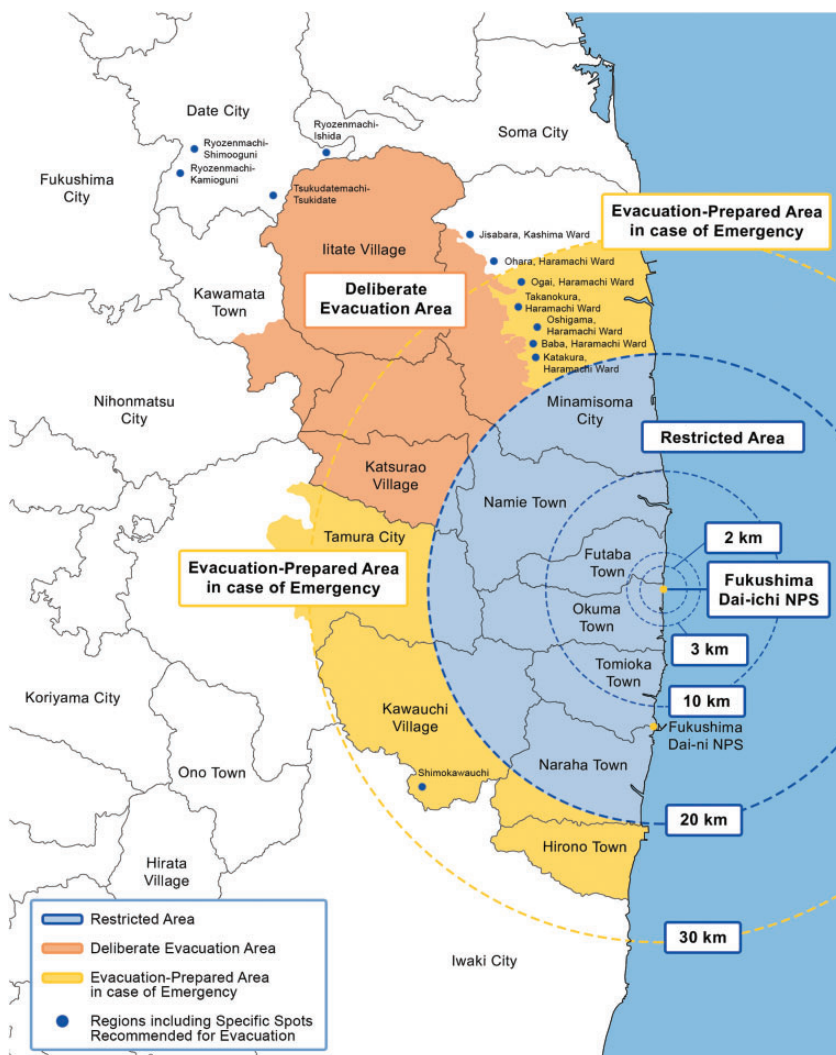 Date City
Ryozenmachi-
Ishida
Soma City
Ryozenmachi-
Shimooguni
Ryozenmachi-
Kamioguni
Fukushima
City
Tsukudatemachi-
Tsukidate
Evacuation-Prepared Area
in case of Emergency
Jisabara, Kashima Ward
Iitate Village
Ohara, Haramachi Ward
Deliberate
Evacuation Area
Ogai, Haramachi Ward
Kawamata
Town
Takanokura,
Haramachi Ward
Oshigama,
Haramachi Ward
Baba, Haramachi Ward
Katakura,
Haramachi Ward
Nihonmatsu
City
Minamisoma
City
Restricted Area
Katsurao
Village
Namie Town
Tamura City
2 km
Futaba
Town
Evacuation-Prepared Area
in case of Emergency
Fukushima
Dai-ichi NPS
Okuma
Town
3 km
Tomioka
Town
Koriyama City
10 km
Kawauchi
Village
Fukushima
Dai-ni NPS
Ono Town
Naraha Town
Shimokawauchi
20 km
Hirono Town
Hirata
Village
Restricted Area
30 km
Deliberate Evacuation Area
Iwaki City
Evacuation-Prepared Area
in case of Emergency
Regions including Specific Spots
Recommended for Evacuation